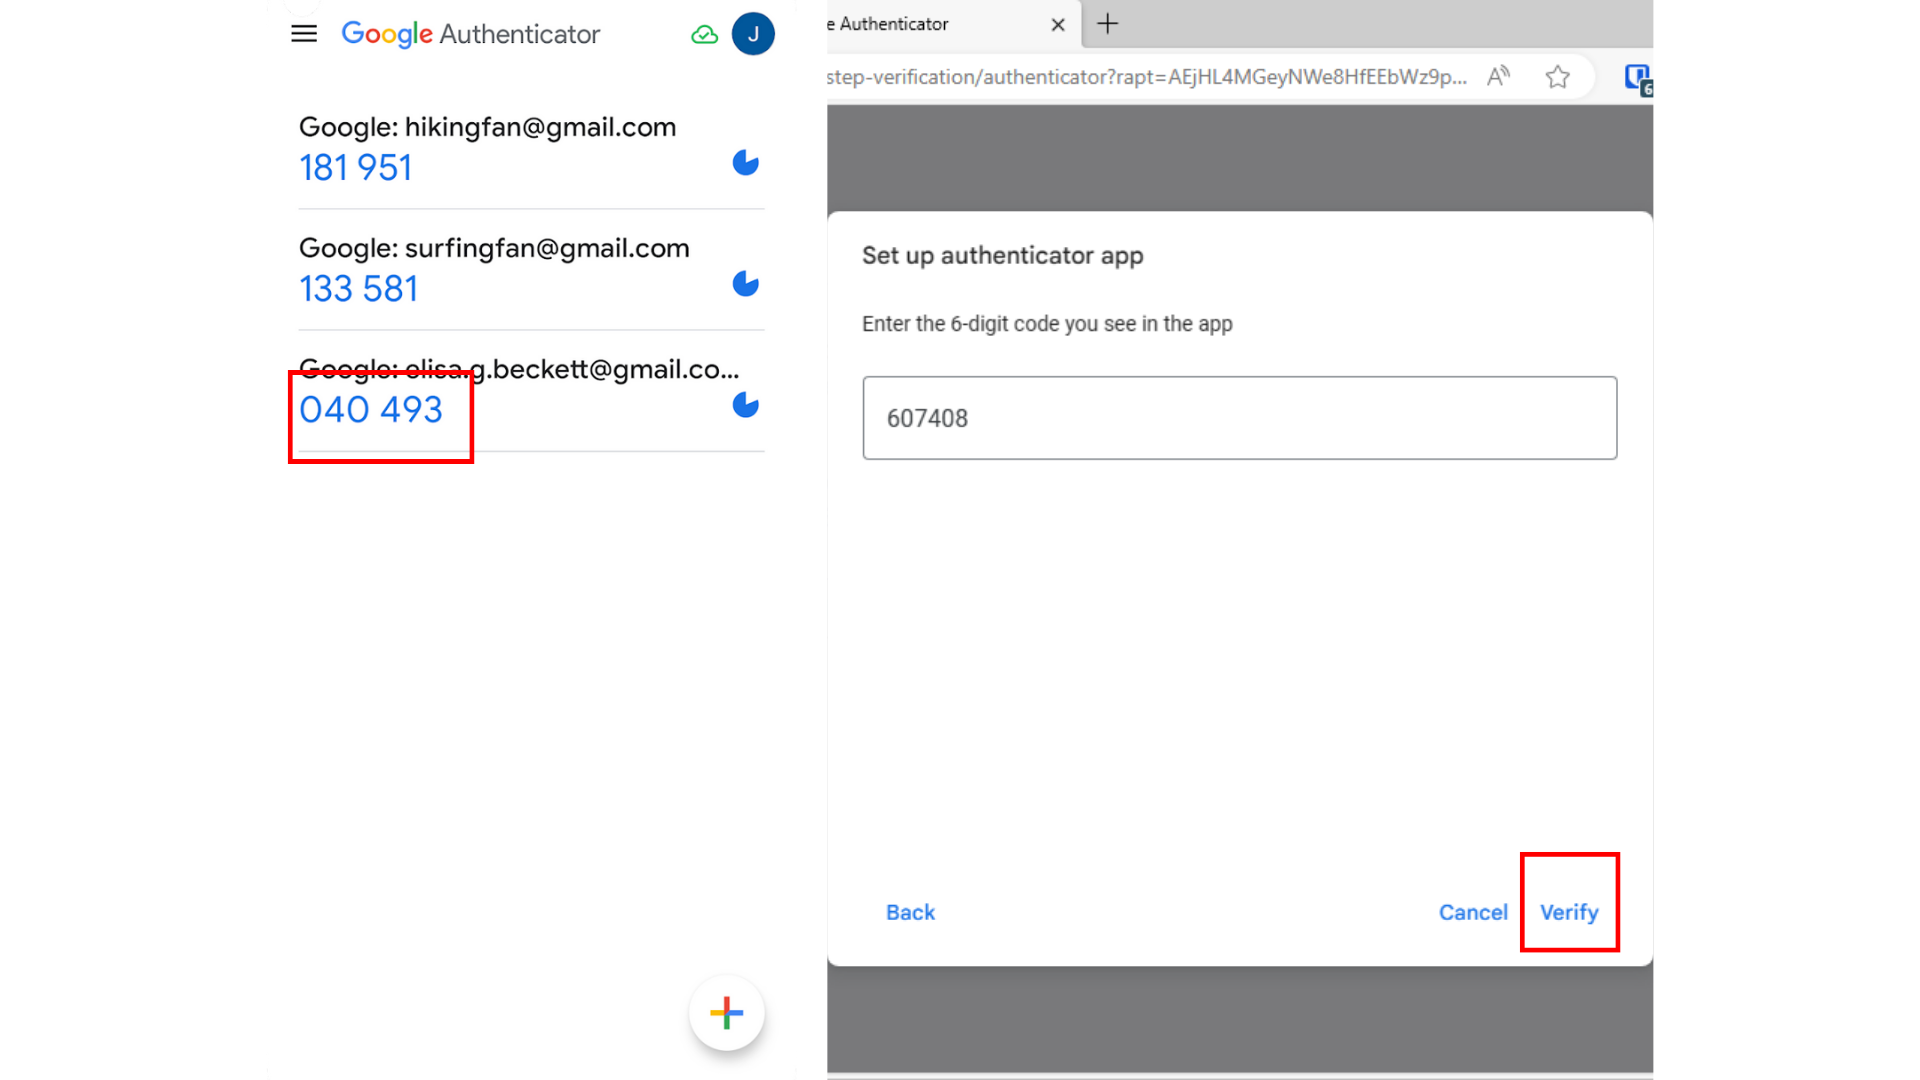 Google Authenticator
J
Google: hikingfan@gmail.com
181 951
Google: surfingfan@gmail.com
133 581
Google: elisa.g.beckett@gmail.co...
040 493
e Authenticator
step-verification/authenticator?rapt=AEjHL4MGeyNWe8HfEEbWz9p...
A
6
Set up authenticator app
Enter the 6-digit code you see in the app
607408
Back
Cancel
Verify